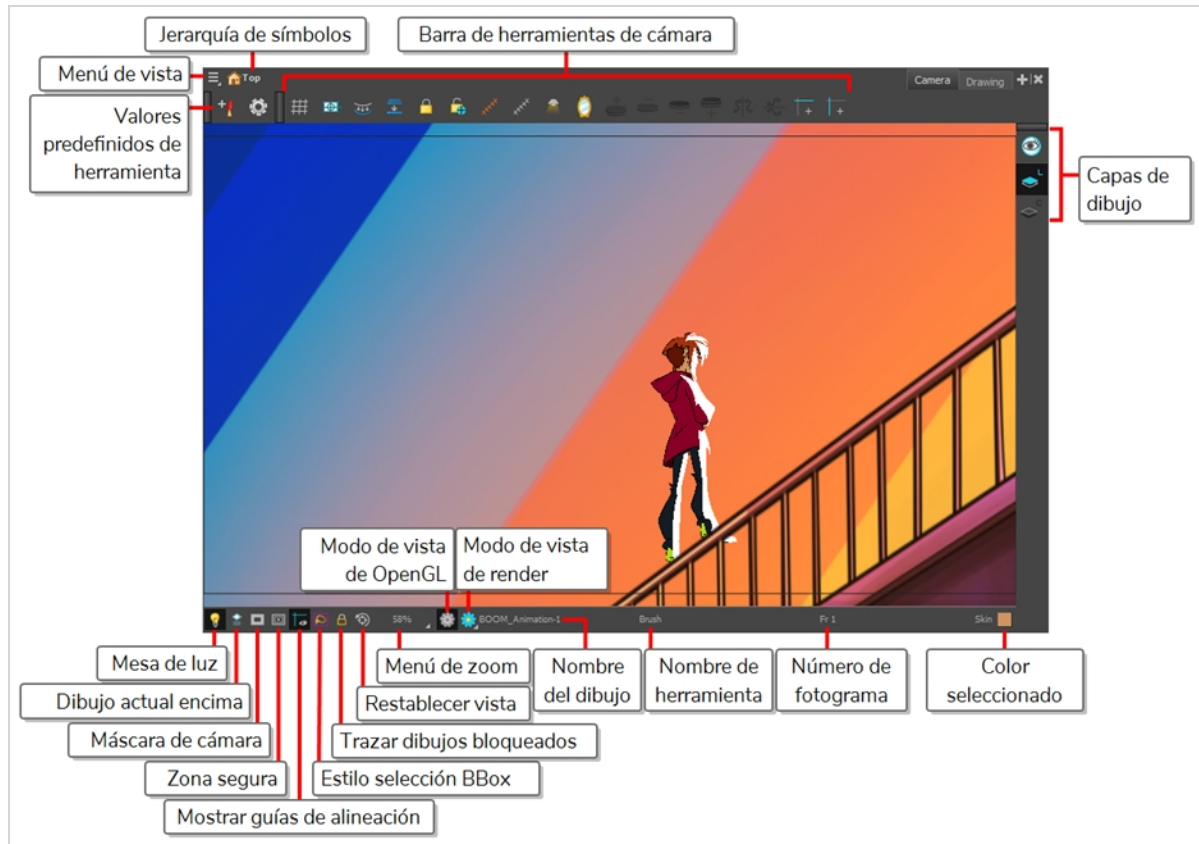 Jerarquía de símbolos
Barra de herramientas de cámara
Menú de vista
Top
Camera
Drawing
Valores
predefinidos de
herramienta
L
C
Capas de
dibujo
Modo de vista
de OpenGL
Modo de vista
de render
58%
BOOM_Animation-1
Brush
Fr 1
Skin
Mesa de luz
Menú de zoom
Nombre
del dibujo
Nombre de
herramienta
Número de
fotograma
Color
seleccionado
Dibujo actual encima
Restablecer vista
Máscara de cámara
Trazar dibujos bloqueados
Zona segura
Estilo selección BBox
Mostrar guías de alineación